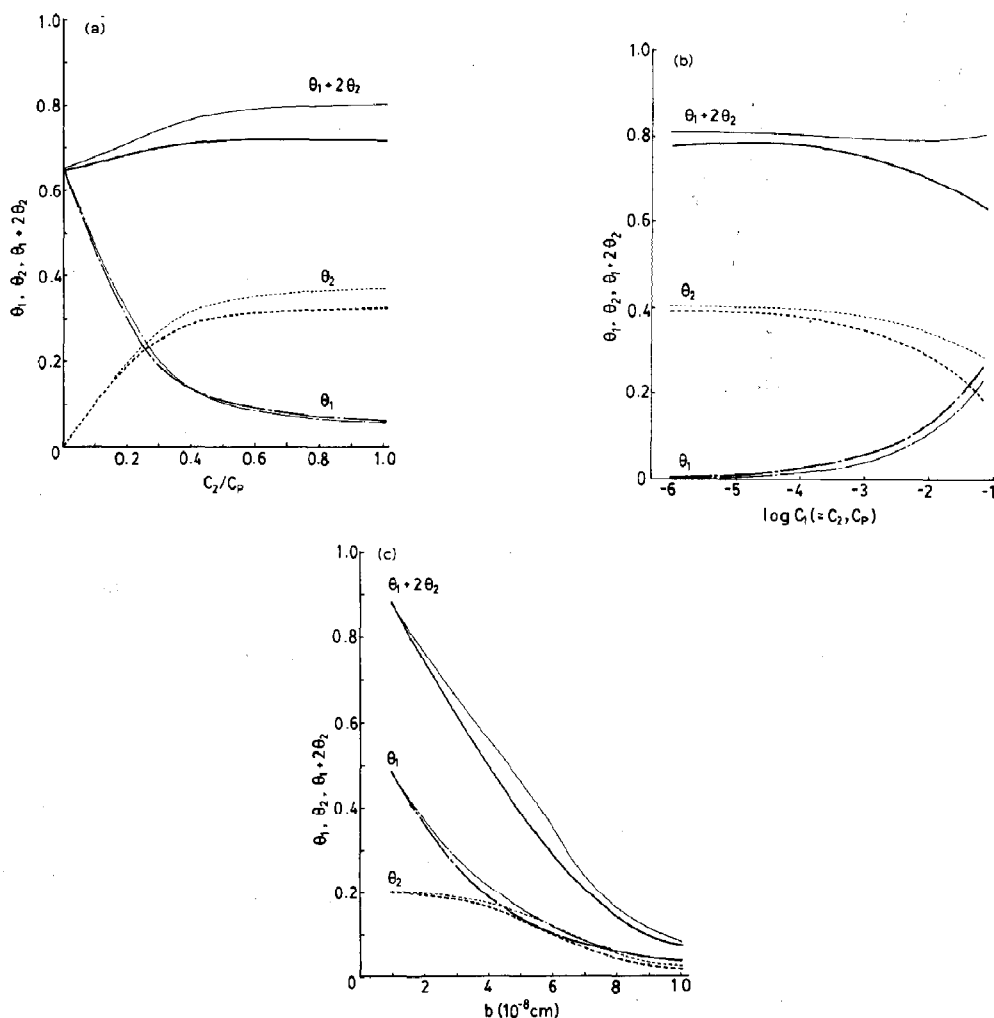 (a)
1.0
0.8
0.6
0.4
0.2
0
θ₁, θ₂, θ₁ + 2θ₂
θ₁ + 2θ₂
θ₂
θ₁
0.2 0.4 0.6 0.8 1.0
C₂/Cₚ
(b)
1.0
0.8
0.6
0.4
0.2
0
θ₁, θ₂, θ₁ + 2θ₂
θ₁ + 2θ₂
θ₂
θ₁
-6 -5 -4 -3 -2 -1
log C₁ (= C₂, Cₚ)
(c)
1.0
0.8
0.6
0.4
0.2
0
θ₁, θ₂, θ₁ + 2θ₂
θ₁ + 2θ₂
θ₁
θ₂
2 4 6 8 10
b (10⁻⁸cm)